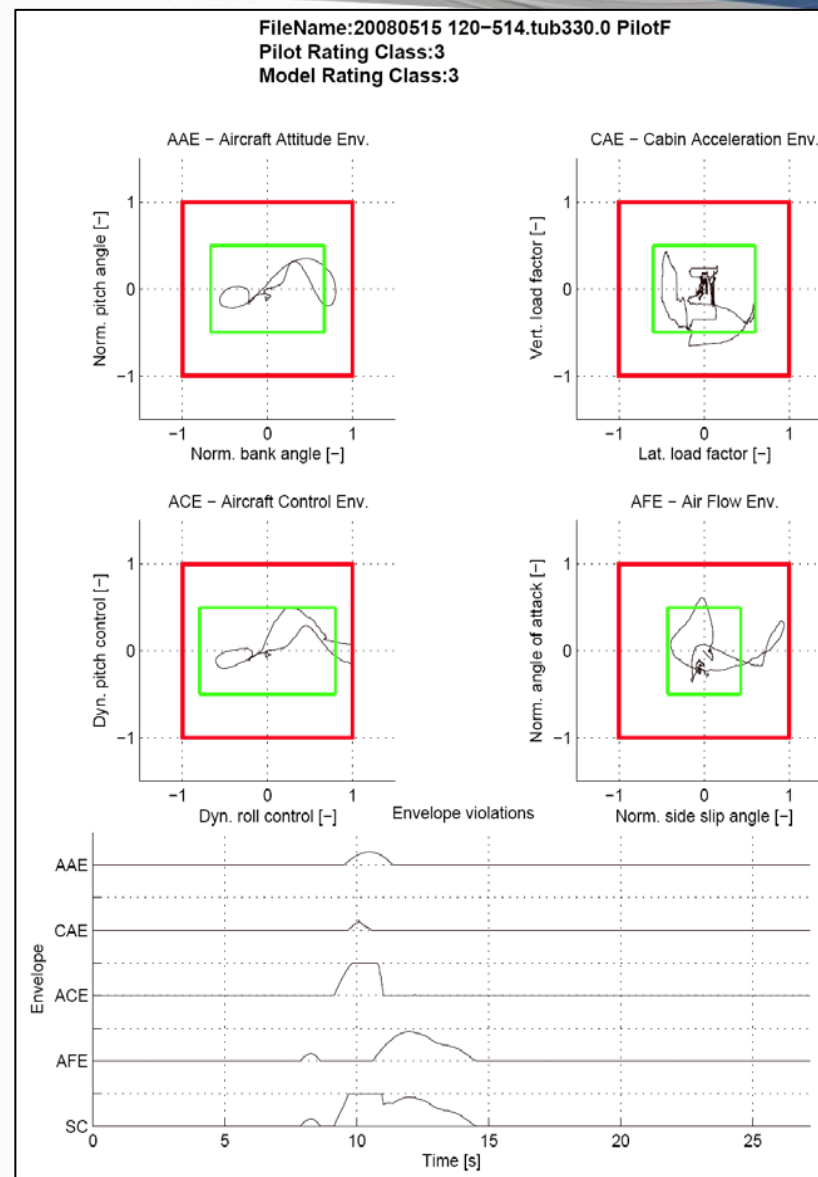 FileName:20080515 120−514.tub330.0 PilotF
Pilot Rating Class:3
Model Rating Class:3
AAE − Aircraft Attitude Env.
Norm. pitch angle [−]
1
0
−1
−1 0 1
Norm. bank angle [−]
CAE − Cabin Acceleration Env.
Vert. load factor [−]
1
0
−1
−1 0 1
Lat. load factor [−]
ACE − Aircraft Control Env.
Dyn. pitch control [−]
1
0
−1
−1 0 1
Dyn. roll control [−]
AFE − Air Flow Env.
Norm. angle of attack [−]
1
0
−1
−1 0 1
Norm. side slip angle [−]
Envelope violations
Envelope
AAE
CAE
ACE
AFE
SC
0 5 10 15 20 25
Time [s]